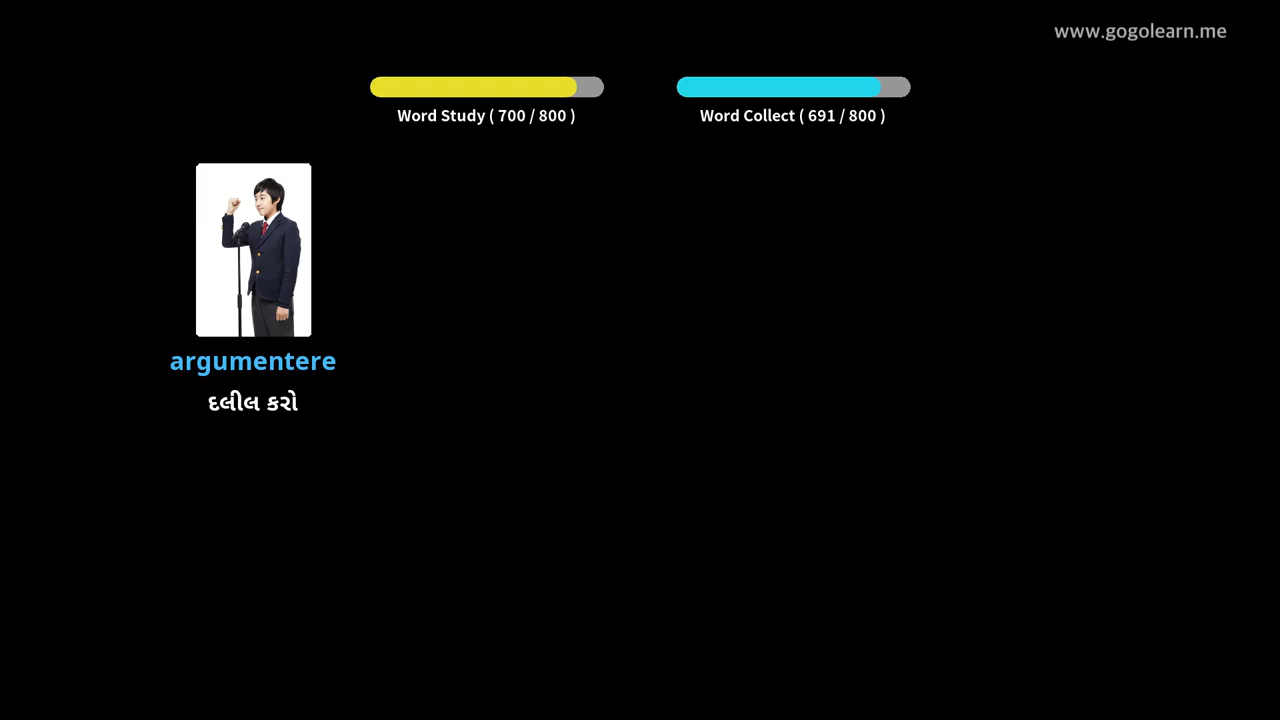 www.gogolearn.me
Word Study ( 700 / 800 )
Word Collect ( 691 / 800 )
argumentere
દલીલ કરો